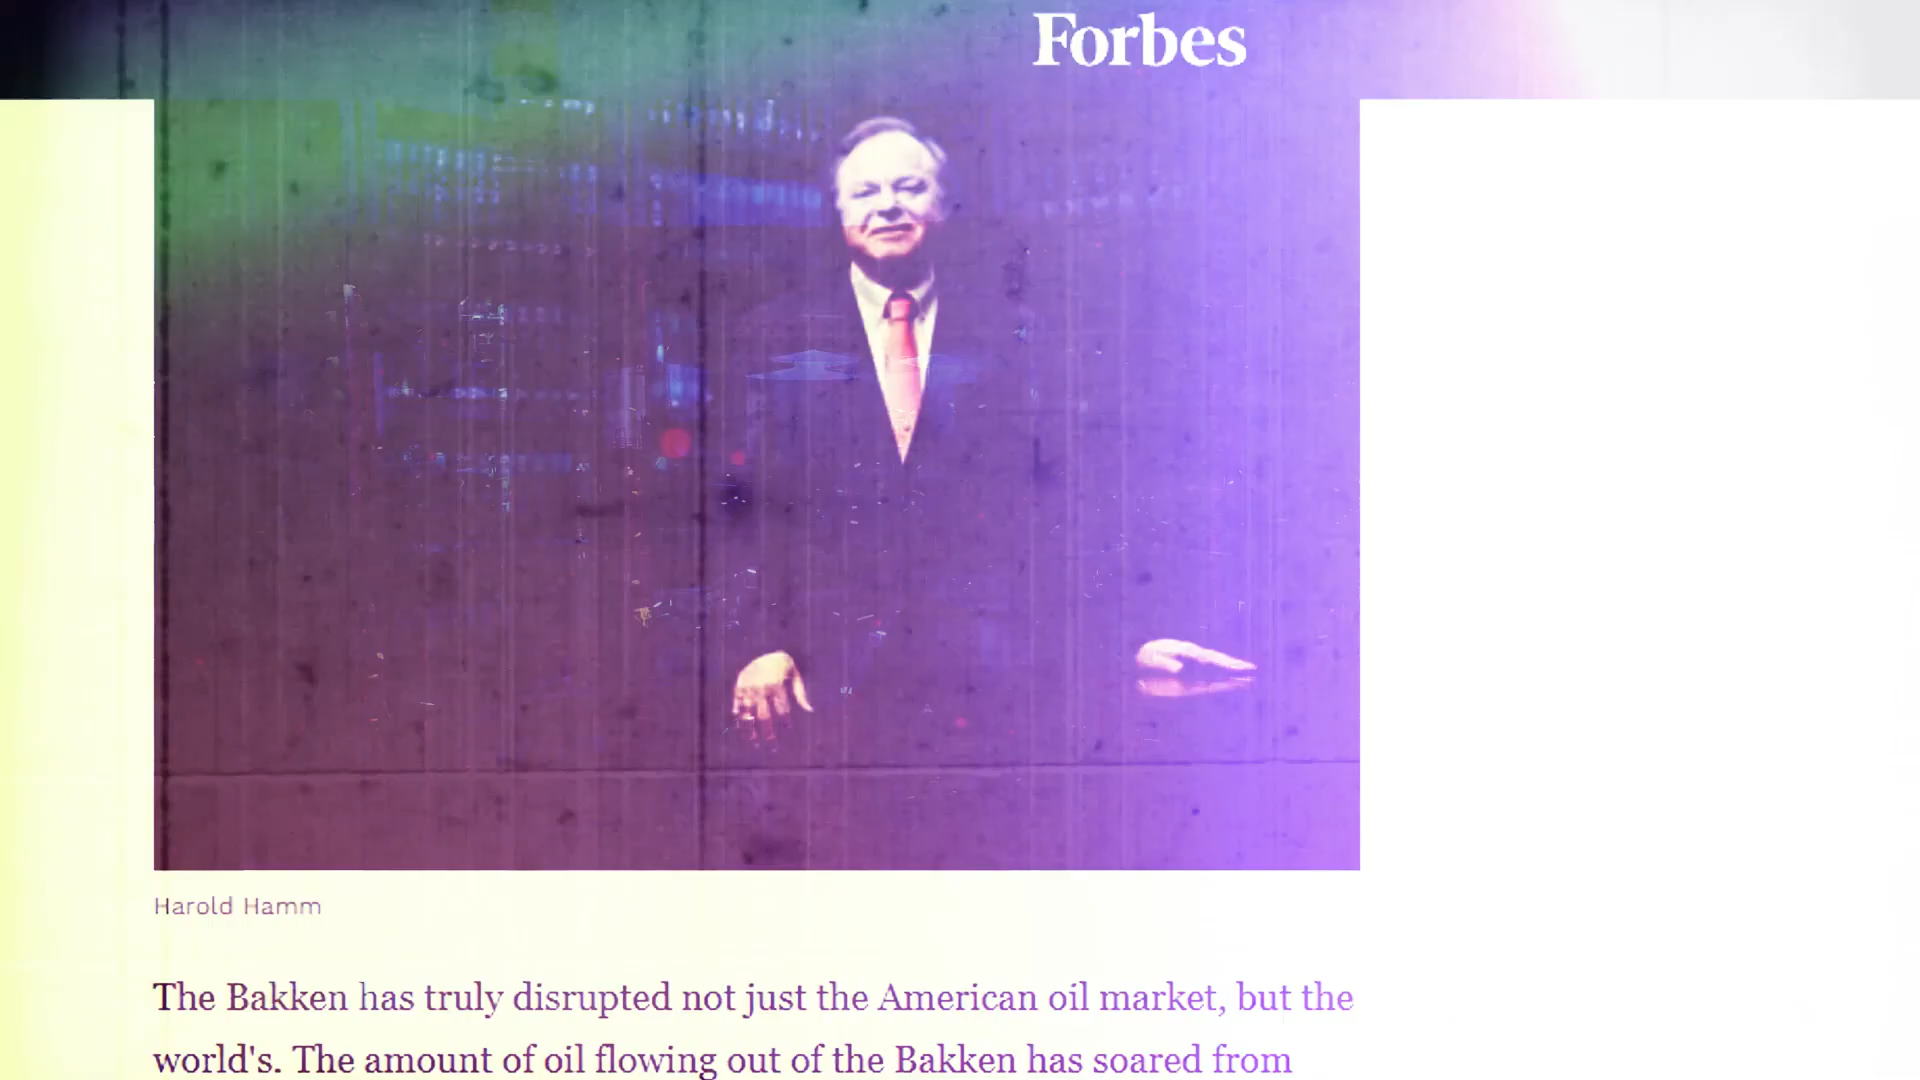 Forbes
Harold Hamm
The Bakken has truly disrupted not just the American oil market, but the
world's. The amount of oil flowing out of the Bakken has soared from